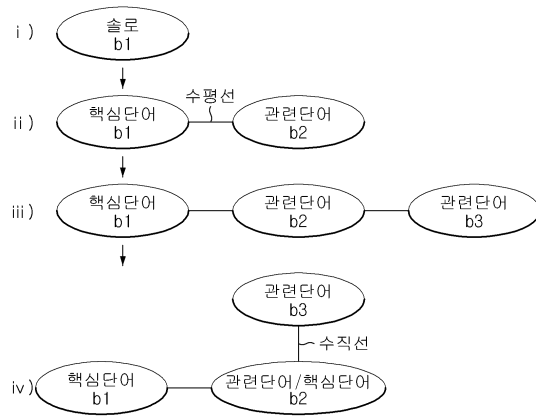 i) 솔로
b1
수평선
ii) 핵심단어 관련단어
b1 b2
iii) 핵심단어 관련단어 관련단어
b1 b2 b3
관련단어
b3
수직선
iv) 핵심단어 관련단어/핵심단어
b1 b2